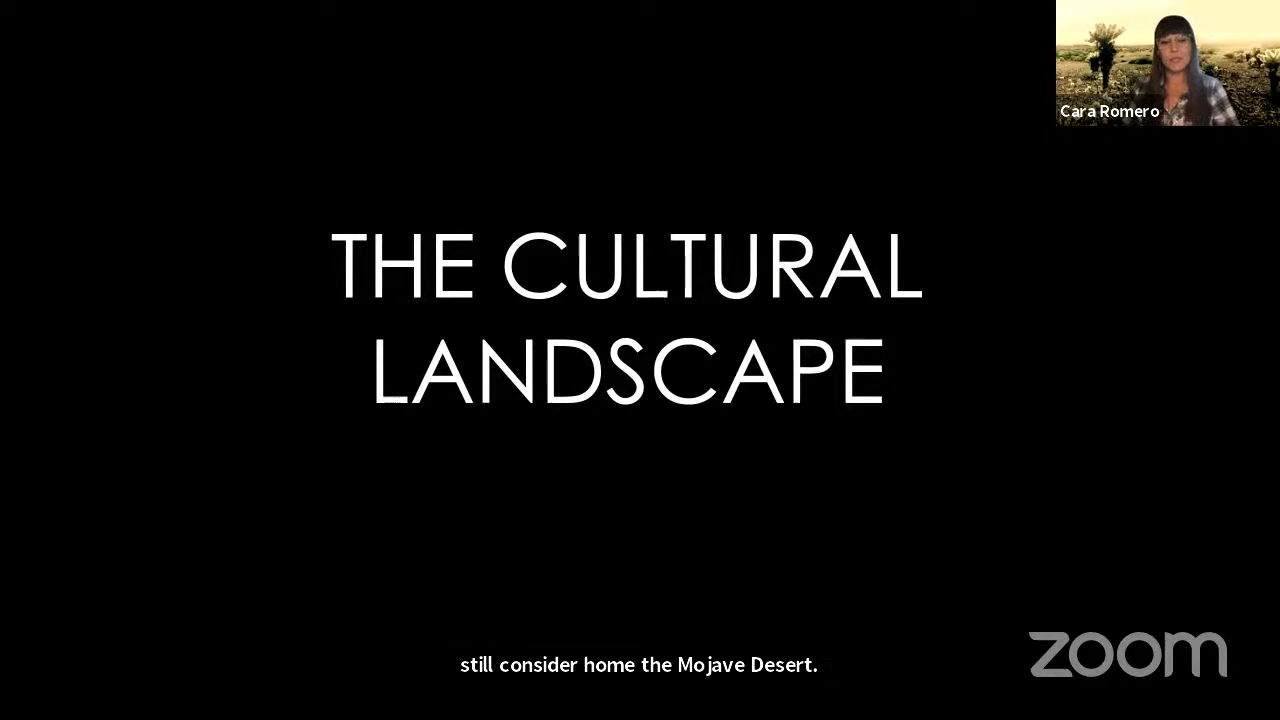 Cara Romero
THE CULTURAL
LANDSCAPE
still consider home the Mojave Desert.
zoom